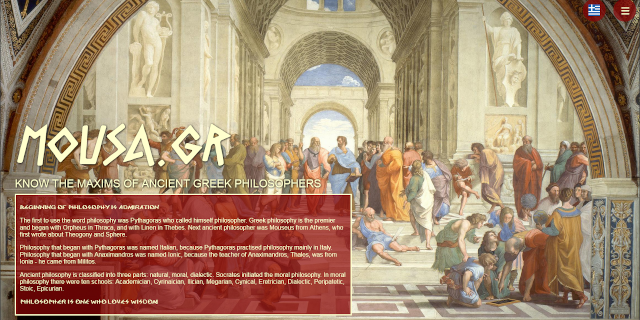 MOUSA.GR
KNOW THE MAXIMS OF ANCIENT GREEK PHILOSOPHERS
BEGINNING OF PHILOSOPHY IS ADMIRATION
The first to use the word philosophy was Pythagoras who called himself philosopher. Greek philosophy is the premier
and began with Orpheus in Thraca, and with Linen in Thebes. Next ancient philosopher was Mouseus from Athens, who
first wrote about Theogony and Sphere.
Philosophy that began with Pythagoras was named Italian, because Pythagoras practised philosophy mainly in Italy.
Philosophy that began with Anaximandros was named Ionic, because the teacher of Anaximandros, Thales, was from
Ionia - he came from Militos.
Ancient philosophy is classified into three parts; natural, moral, dialectic. Socrates initiated the moral philosophy. In moral
philosophy there were ten schools: Academician, Cyrinaician, Ilician, Megarian, Cynical, Eretrician, Dialectic, Peripatetic,
Stoic, Epicurian.
PHILOSOPHER IS ONE WHO LOVES WISDOM